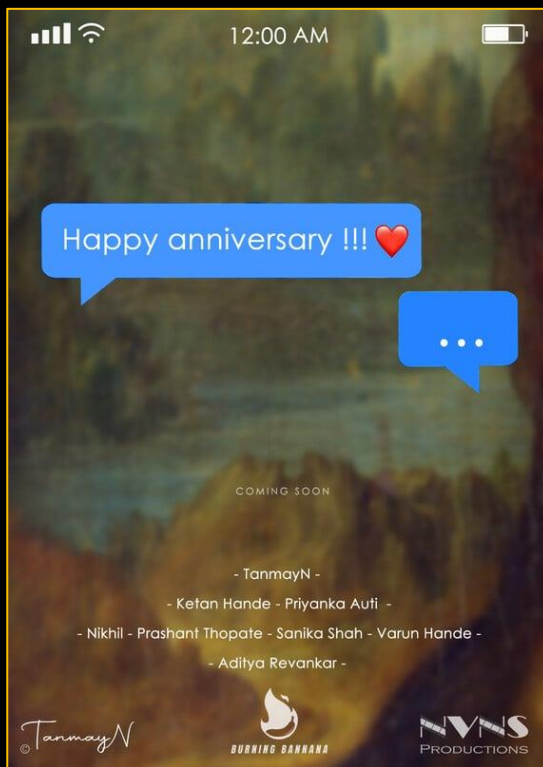 12:00 AM
Happy anniversary !!! ❤️
...
COMING SOON
- TanmayN -
- Ketan Hande - Priyanka Auti -
- Nikhil - Prashant Thopate - Sanika Shah - Varun Hande -
- Aditya Revankar -
© TanmayN
BURNING BANNANA
NVNS
PRODUCTIONS